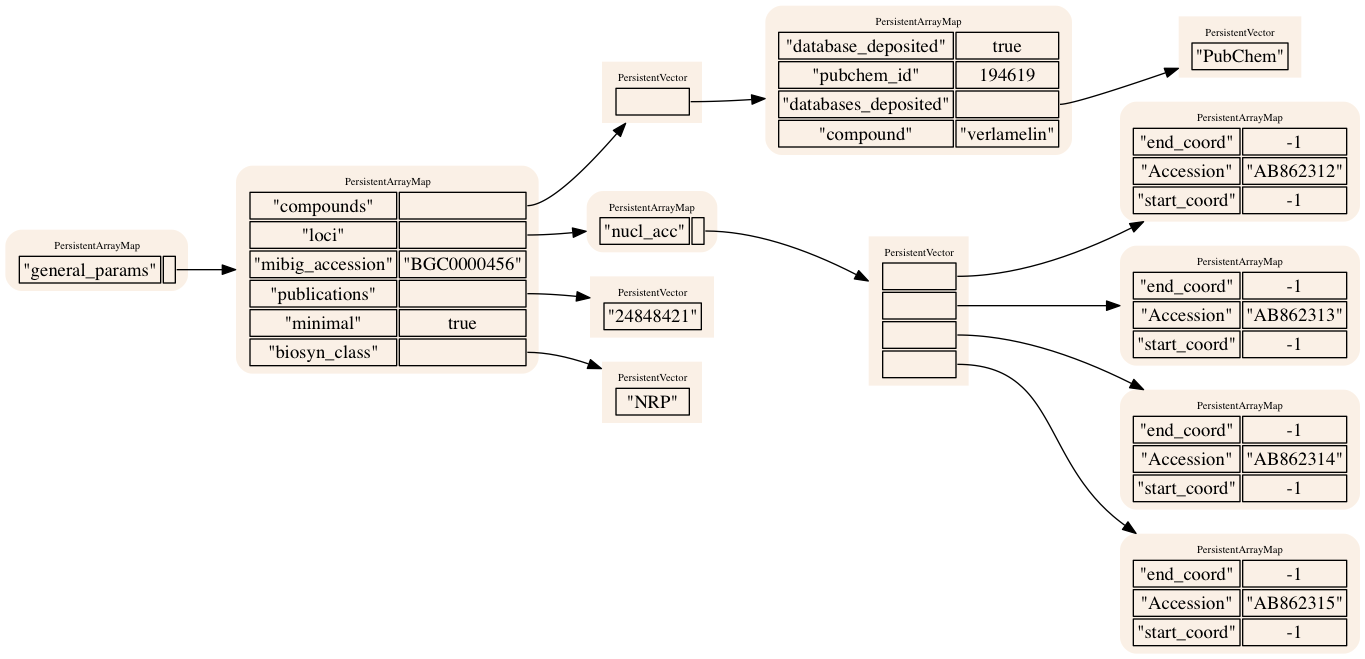 PersistentArrayMap
"general_params"
PersistentArrayMap
"compounds"
"loci"
"mibig_accession" "BGC0000456"
"publications"
"minimal" true
"biosyn_class"
PersistentVector
PersistentArrayMap
"nucl_acc"
PersistentVector
"24848421"
PersistentVector
"NRP"
PersistentArrayMap
"database_deposited" true
"pubchem_id" 194619
"databases_deposited"
"compound" "verlamelin"
PersistentVector
PersistentVector
"PubChem"
PersistentArrayMap
"end_coord" -1
"Accession" "AB862312"
"start_coord" -1
PersistentArrayMap
"end_coord" -1
"Accession" "AB862313"
"start_coord" -1
PersistentArrayMap
"end_coord" -1
"Accession" "AB862314"
"start_coord" -1
PersistentArrayMap
"end_coord" -1
"Accession" "AB862315"
"start_coord" -1